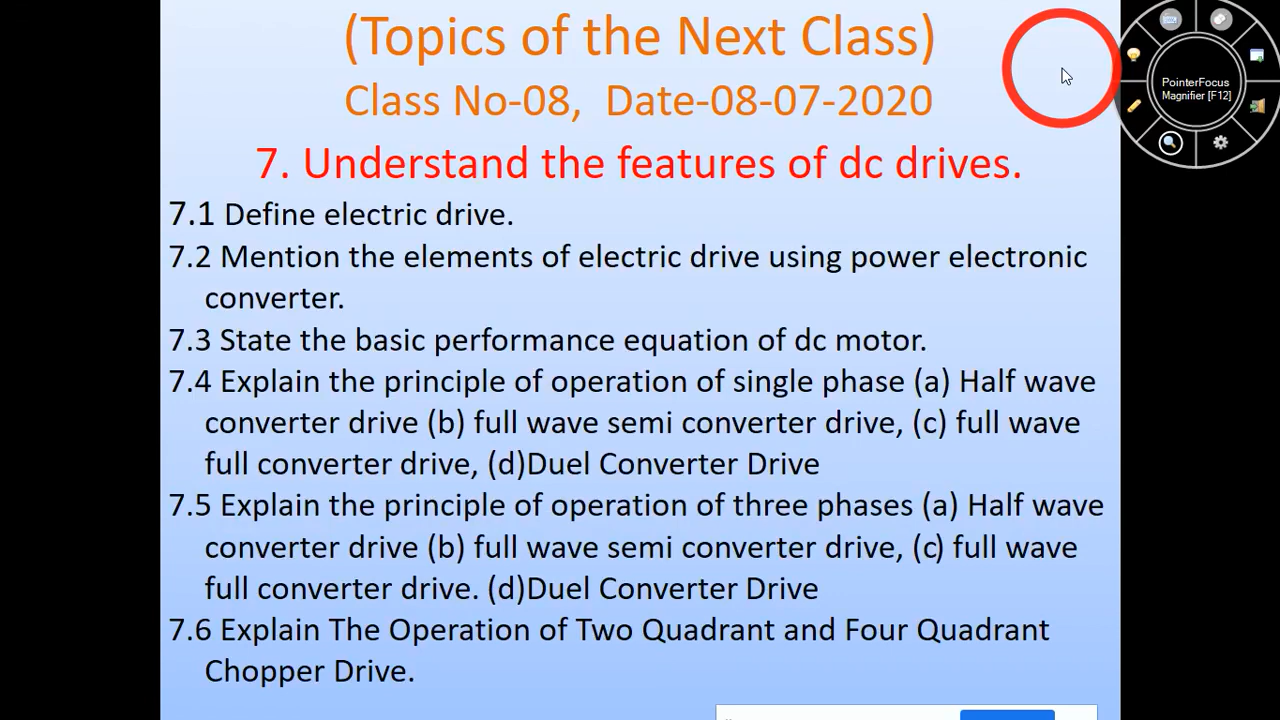 (Topics of the Next Class)
Class No-08, Date-08-07-2020
7. Understand the features of dc drives.
7.1 Define electric drive.
7.2 Mention the elements of electric drive using power electronic
converter.
7.3 State the basic performance equation of dc motor.
7.4 Explain the principle of operation of single phase (a) Half wave
converter drive (b) full wave semi converter drive, (c) full wave
full converter drive, (d)Duel Converter Drive
7.5 Explain the principle of operation of three phases (a) Half wave
converter drive (b) full wave semi converter drive, (c) full wave
full converter drive. (d)Duel Converter Drive
7.6 Explain The Operation of Two Quadrant and Four Quadrant
Chopper Drive.
PointerFocus
Magnifier [F12]